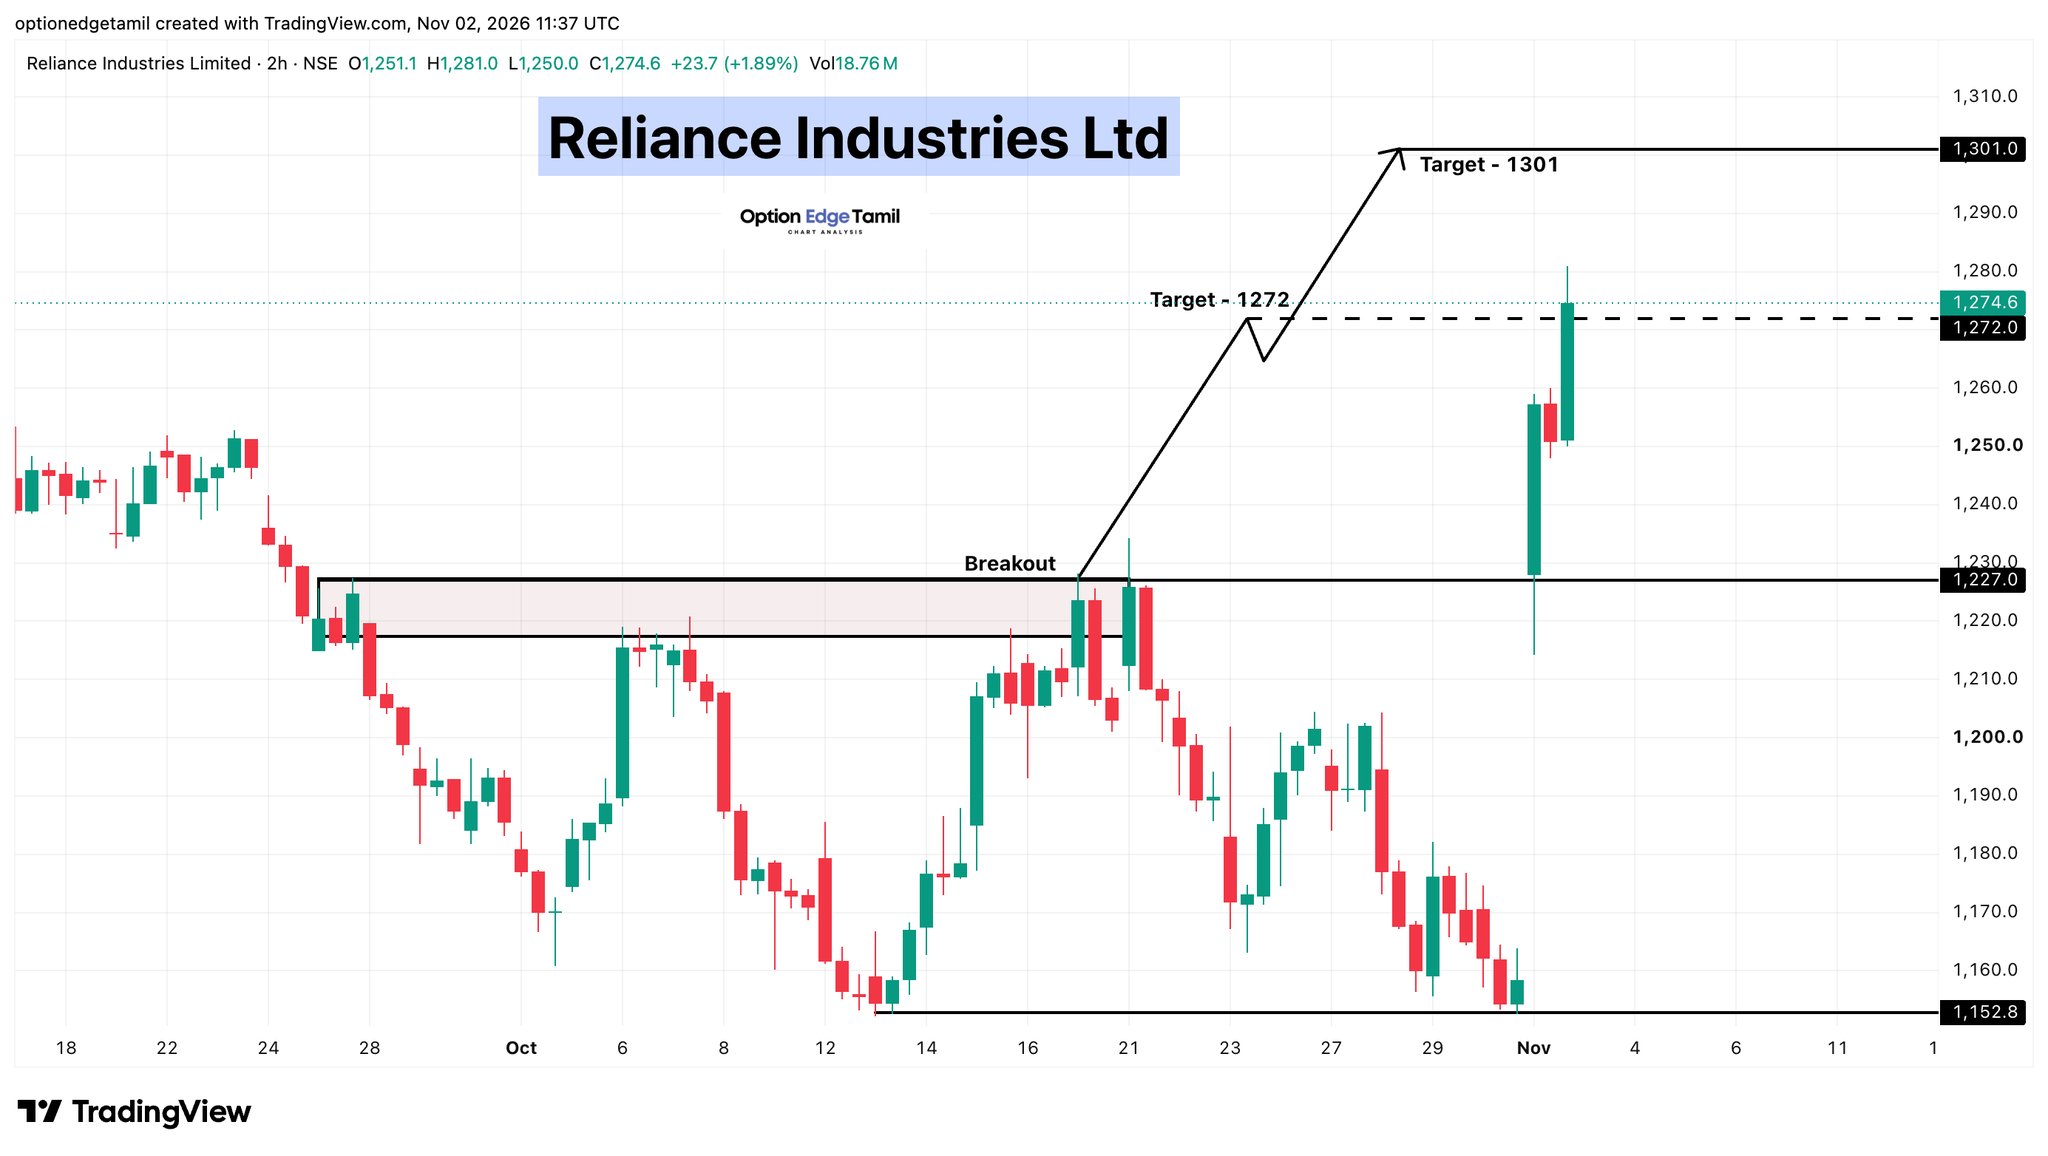 optionedgetamil created with TradingView.com, Nov 02, 2026 11:37 UTC
Reliance Industries Limited · 2h · NSE O1,251.1 H1,281.0 L1,250.0 C1,274.6 +23.7 (+1.89%) Vol18.76 M
Reliance Industries Ltd
Option Edge Tamil
CHART ANALYSIS
1,310.0
1,301.0
Target - 1301
1,290.0
1,280.0
Target - 1272
1,274.6
1,272.0
1,260.0
1,250.0
1,240.0
1,230.0
Breakout
1,227.0
1,220.0
1,210.0
1,200.0
1,190.0
1,180.0
1,170.0
1,160.0
1,152.8
18 22 24 28 Oct 6 8 12 14 16 21 23 27 29 Nov 4 6 11 1
TradingView